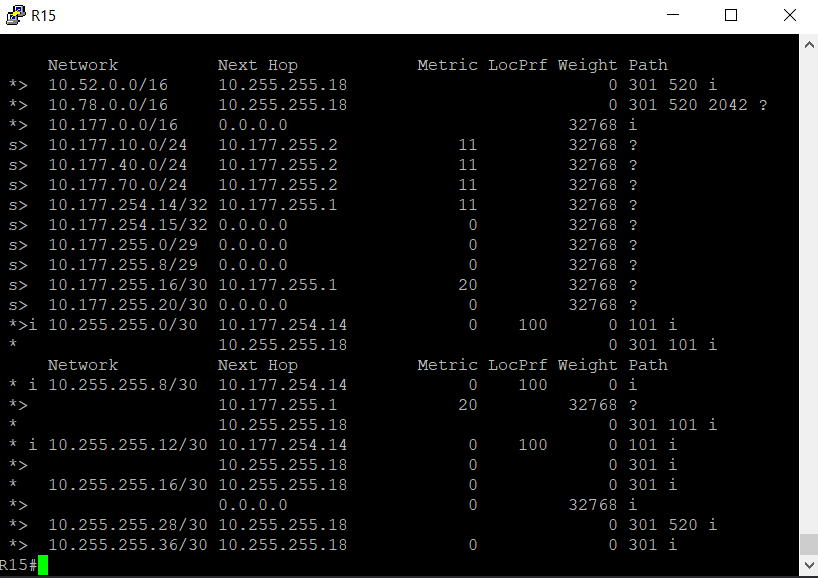 R15
     Network          Next Hop            Metric LocPrf Weight Path
 *>  10.52.0.0/16     10.255.255.18                          0 301 520 i
 *>  10.78.0.0/16     10.255.255.18                          0 301 520 2042 ?
 *>  10.177.0.0/16    0.0.0.0                            32768 i
 s>  10.177.10.0/24   10.177.255.2            11         32768 ?
 s>  10.177.40.0/24   10.177.255.2            11         32768 ?
 s>  10.177.70.0/24   10.177.255.2            11         32768 ?
 s>  10.177.254.14/32 10.177.255.1            11         32768 ?
 s>  10.177.254.15/32 0.0.0.0                  0         32768 ?
 s>  10.177.255.0/29  0.0.0.0                  0         32768 ?
 s>  10.177.255.8/29  0.0.0.0                  0         32768 ?
 s>  10.177.255.16/30 10.177.255.1            20         32768 ?
 s>  10.177.255.20/30 0.0.0.0                  0         32768 ?
 *>i 10.255.255.0/30  10.177.254.14            0    100      0 101 i
 *                    10.255.255.18                          0 301 101 i
     Network          Next Hop            Metric LocPrf Weight Path
 * i 10.255.255.8/30  10.177.254.14            0    100      0 i
 *>                   10.177.255.1            20         32768 ?
 *                    10.255.255.18                          0 301 101 i
 * i 10.255.255.12/30 10.177.254.14            0    100      0 101 i
 *>                   10.255.255.18            0             0 301 i
 *   10.255.255.16/30 10.255.255.18            0             0 301 i
 *>                   0.0.0.0                  0         32768 i
 *>  10.255.255.28/30 10.255.255.18                          0 301 520 i
 *>  10.255.255.36/30 10.255.255.18            0             0 301 i
R15#